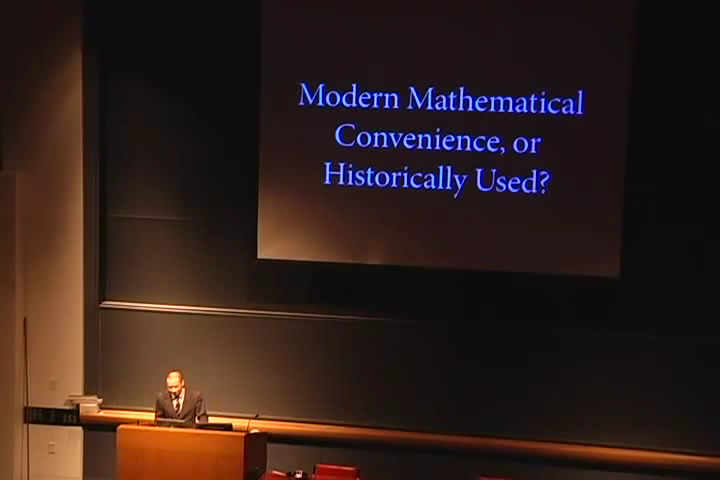 Modern Mathematical
Convenience, or
Historically Used?